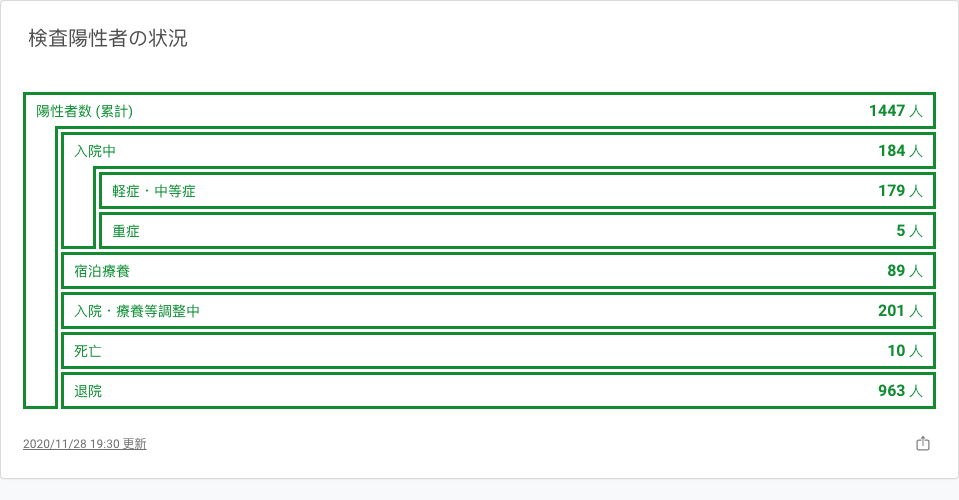 検査陽性者の状況
陽性者数 (累計) 1447 人
入院中 184 人
軽症・中等症 179 人
重症 5 人
宿泊療養 89 人
入院・療養等調整中 201 人
死亡 10 人
退院 963 人
2020/11/28 19:30 更新